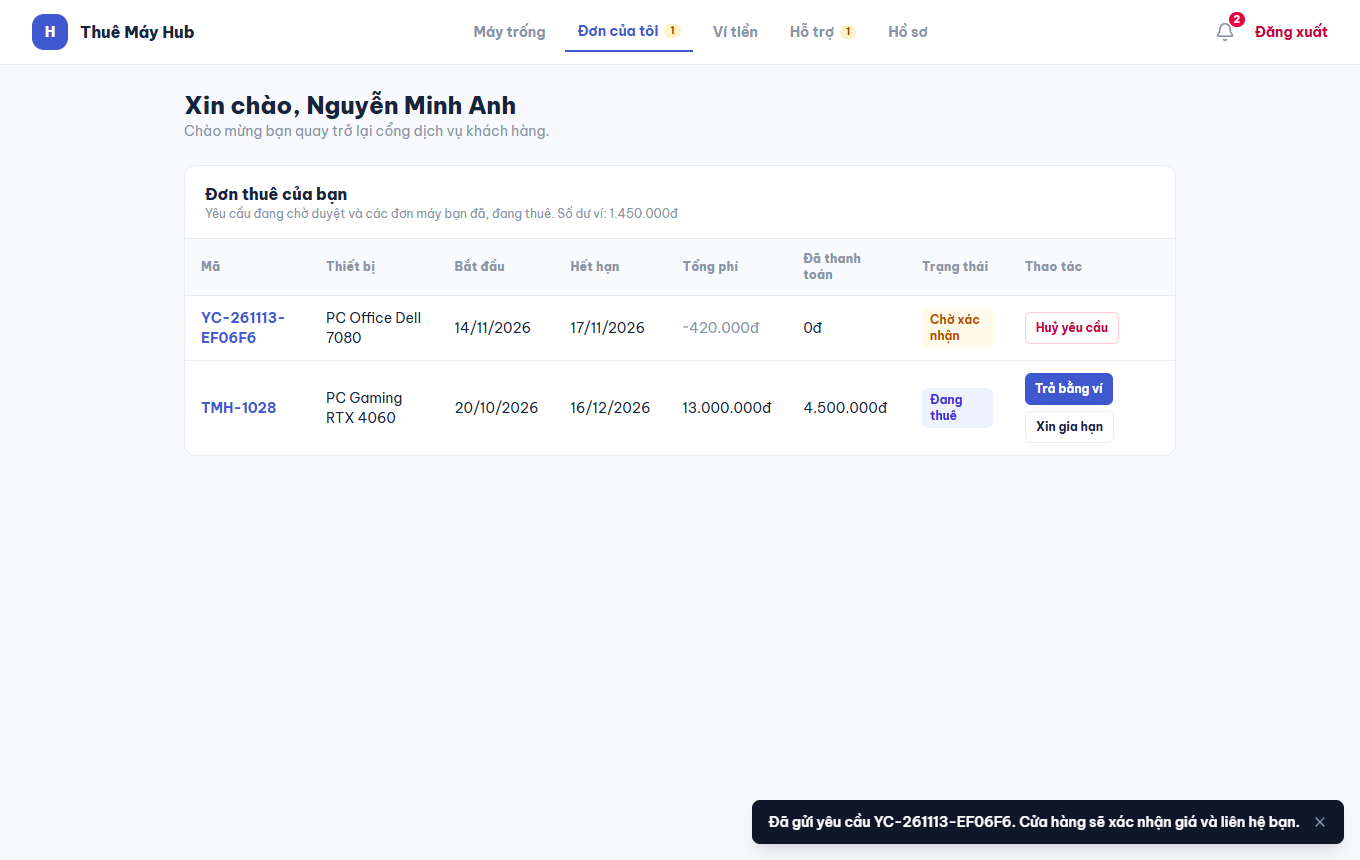 H
Thuê Máy Hub
Máy trống
Đơn của tôi 1
Ví tiền
Hỗ trợ 1
Hồ sơ
2
Đăng xuất
Xin chào, Nguyễn Minh Anh
Chào mừng bạn quay trở lại cổng dịch vụ khách hàng.
Đơn thuê của bạn
Yêu cầu đang chờ duyệt và các đơn máy bạn đã, đang thuê. Số dư ví: 1.450.000đ
Mã
Thiết bị
Bắt đầu
Hết hạn
Tổng phí
Đã thanh
toán
Trạng thái
Thao tác
YC-261113-
EF06F6
PC Office Dell
7080
14/11/2026
17/11/2026
~420.000đ
0đ
Chờ xác
nhận
Huỷ yêu cầu
TMH-1028
PC Gaming
RTX 4060
20/10/2026
16/12/2026
13.000.000đ
4.500.000đ
Đang
thuê
Trả bằng ví
Xin gia hạn
Đã gửi yêu cầu YC-261113-EF06F6. Cửa hàng sẽ xác nhận giá và liên hệ bạn.